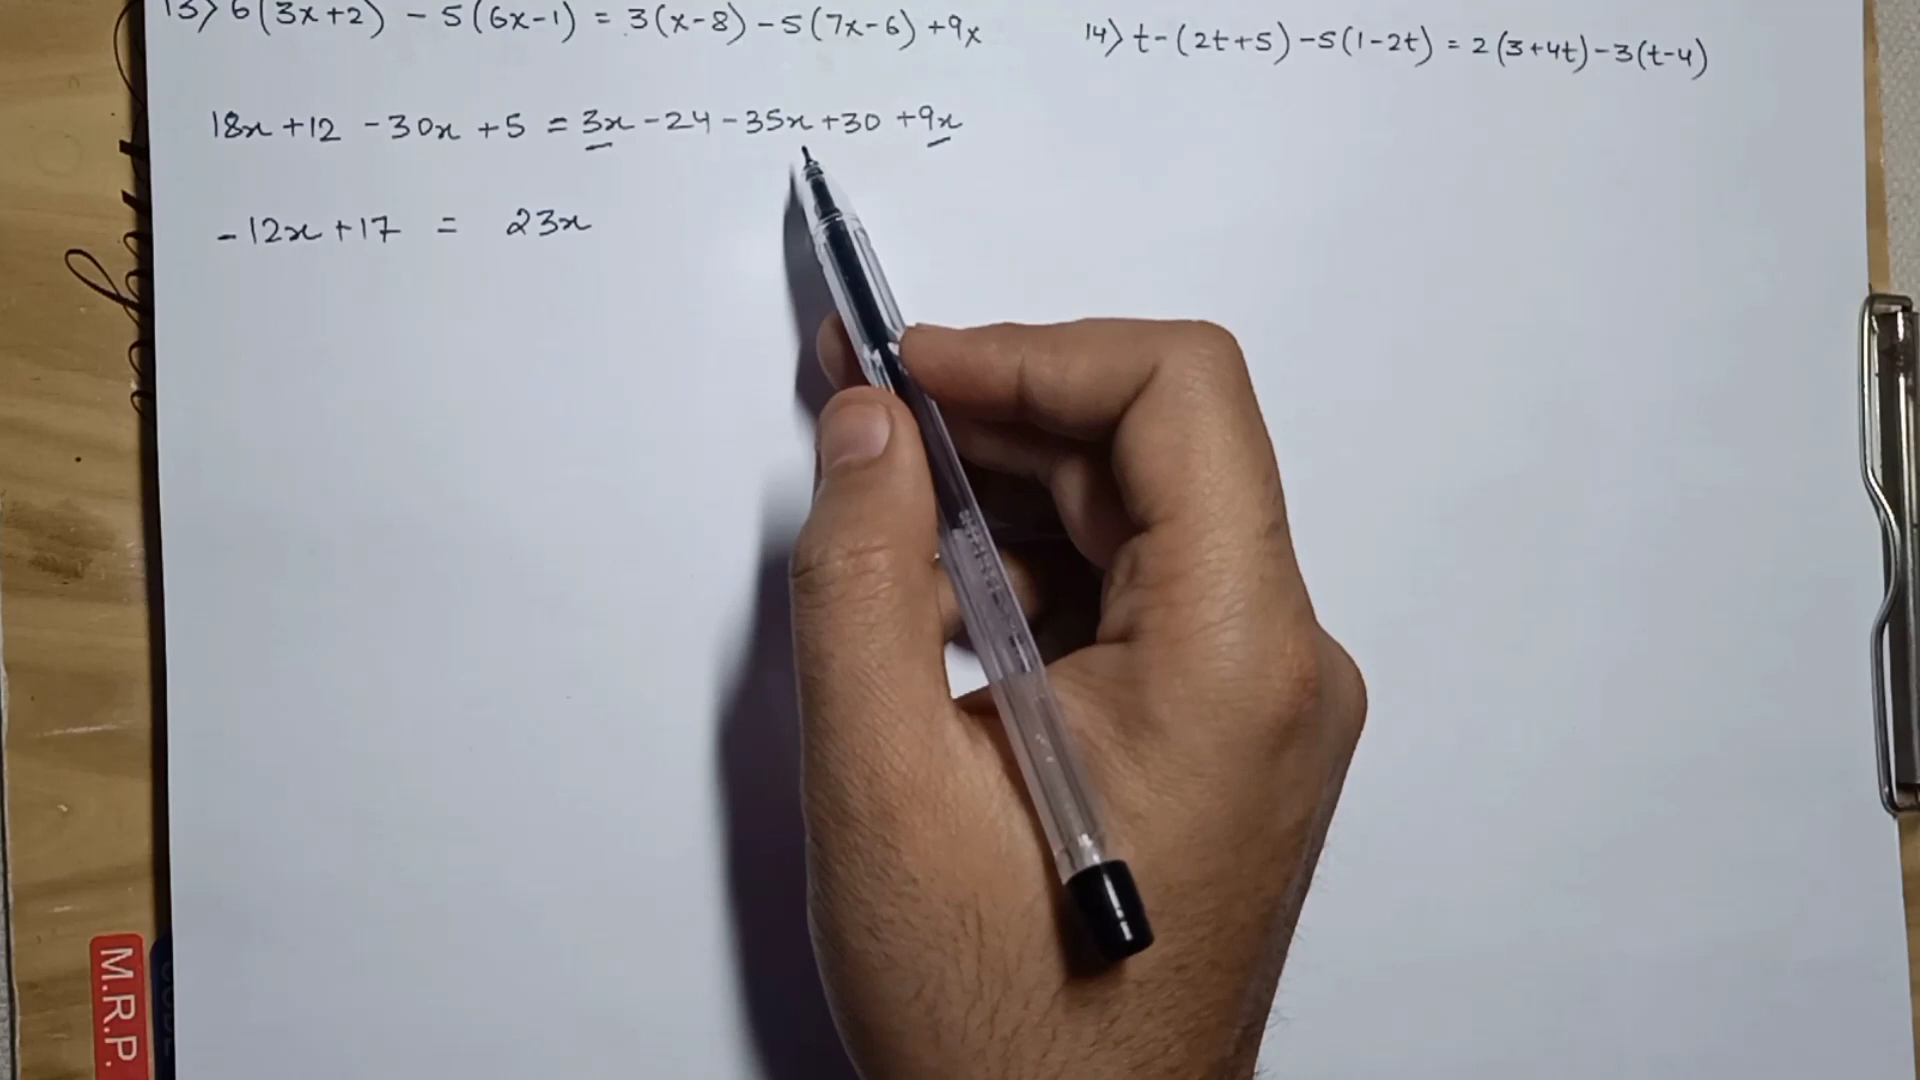 13) 6(3x+2) - 5(6x-1) = 3(x-8) - 5(7x-6) + 9x
18x + 12 - 30x + 5 = 3x - 24 - 35x + 30 + 9x
-12x + 17 = 23x
14) t - (2t+5) - 5(1-2t) = 2(3+4t) - 3(t-4)
M.R.P.